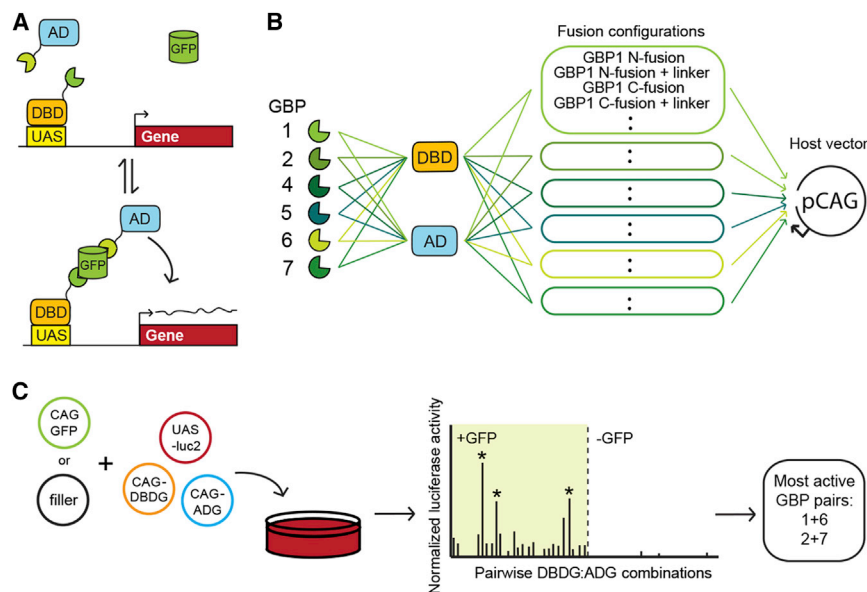 A
AD
GFP
DBD
UAS
Gene
AD
GFP
DBD
UAS
Gene
B
Fusion configurations
GBP1 N-fusion
GBP1 N-fusion + linker
GBP1 C-fusion
GBP1 C-fusion + linker
:
GBP
1
2
4
5
6
7
DBD
AD
:
:
:
:
:
Host vector
pCAG
C
CAG
GFP
or
filler
+
UAS
-luc2
CAG-
DBDG
CAG-
ADG
Normalized luciferase activity
+GFP
-GFP
* * *
Pairwise DBDG:ADG combinations
Most active
GBP pairs:
1+6
2+7